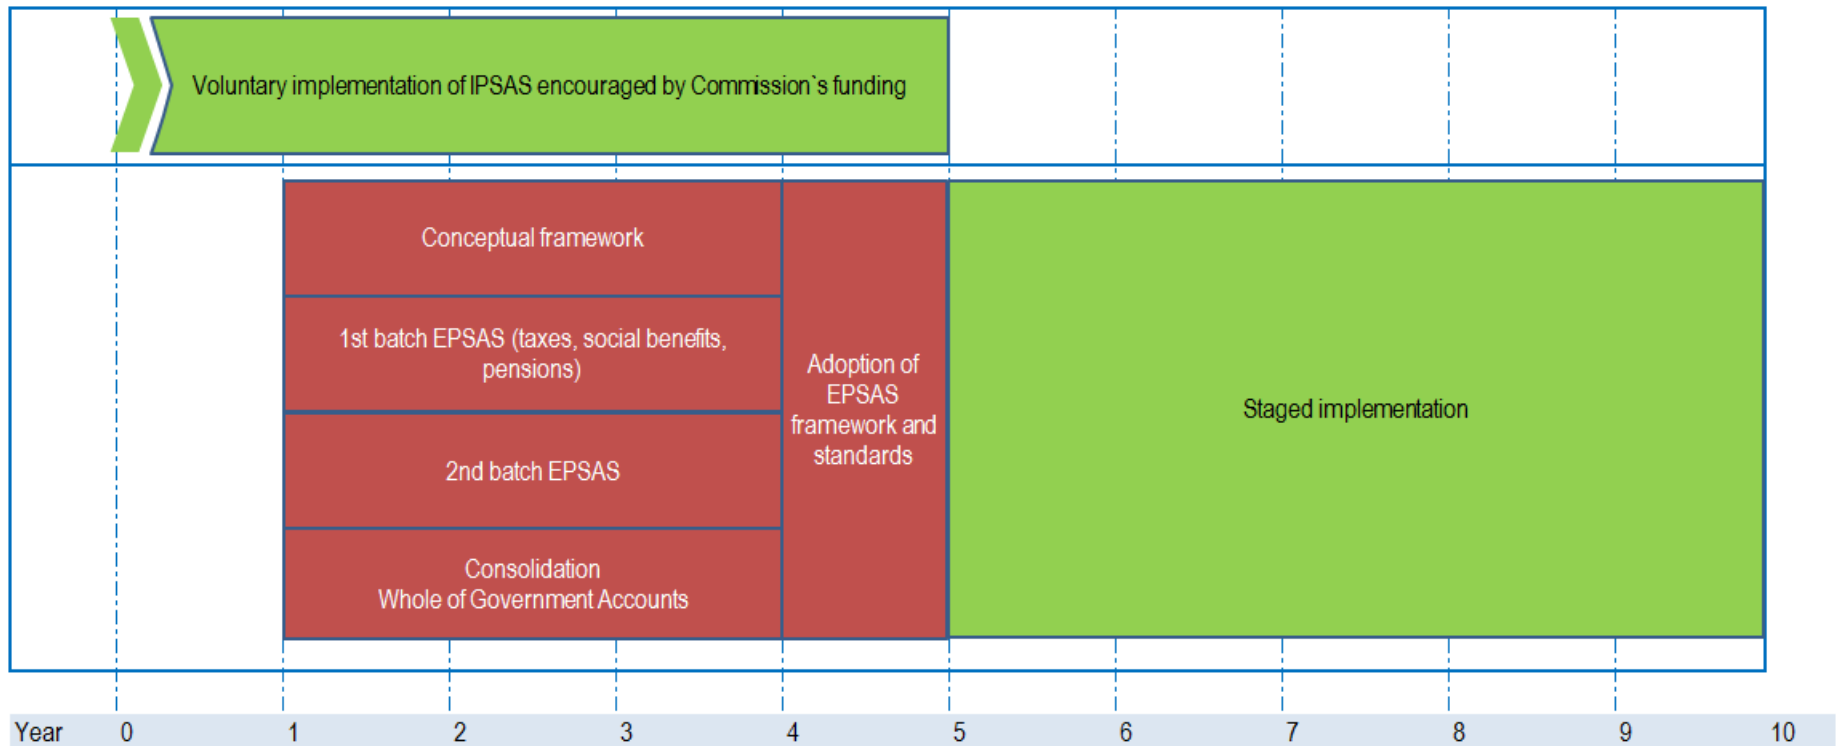 Voluntary implementation of IPSAS encouraged by Commission`s funding
Conceptual framework
1st batch EPSAS (taxes, social benefits,
pensions)
2nd batch EPSAS
Consolidation
Whole of Government Accounts
Adoption of
EPSAS
framework and
standards
Staged implementation
Year 0 1 2 3 4 5 6 7 8 9 10